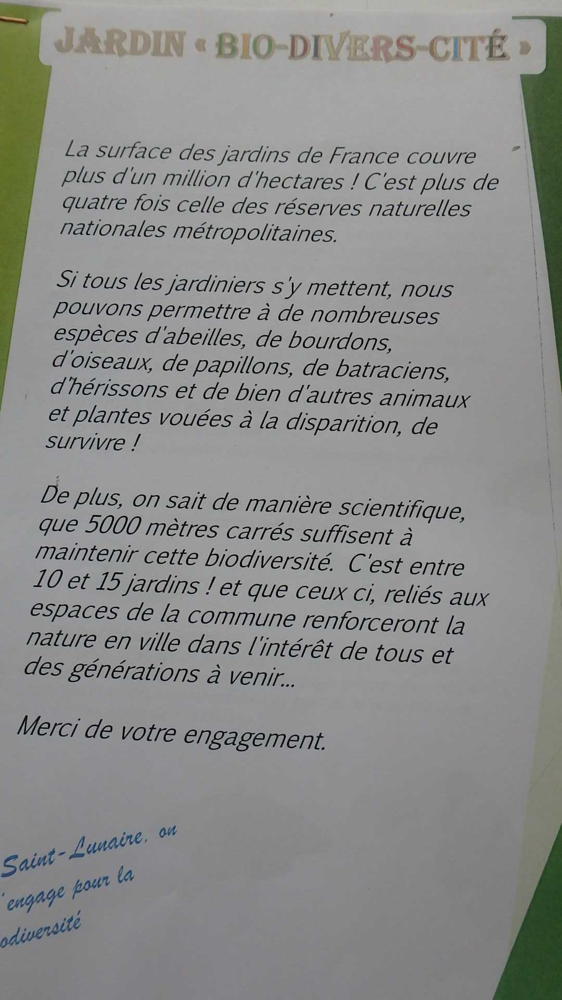 JARDIN « BIO-DIVERS-CITÉ »
La surface des jardins de France couvre
plus d'un million d'hectares ! C'est plus de
quatre fois celle des réserves naturelles
nationales métropolitaines.
Si tous les jardiniers s'y mettent, nous
pouvons permettre à de nombreuses
espèces d'abeilles, de bourdons,
d'oiseaux, de papillons, de batraciens,
d'hérissons et de bien d'autres animaux
et plantes vouées à la disparition, de
survivre !
De plus, on sait de manière scientifique,
que 5000 mètres carrés suffisent à
maintenir cette biodiversité. C'est entre
10 et 15 jardins ! et que ceux ci, reliés aux
espaces de la commune renforceront la
nature en ville dans l'intérêt de tous et
des générations à venir...
Merci de votre engagement.
Saint-Lunaire, on
'engage pour la
odiversité